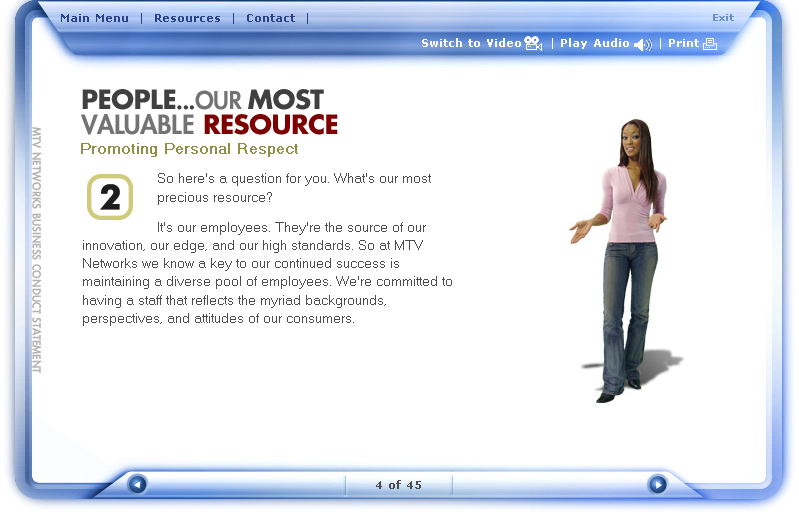 Main Menu | Resources | Contact |
Exit
Switch to Video | Play Audio | Print
PEOPLE...OUR MOST
VALUABLE RESOURCE
Promoting Personal Respect
2
So here's a question for you. What's our most
precious resource?
It's our employees. They're the source of our
innovation, our edge, and our high standards. So at MTV
Networks we know a key to our continued success is
maintaining a diverse pool of employees. We're committed to
having a staff that reflects the myriad backgrounds,
perspectives, and attitudes of our consumers.
MTV NETWORKS BUSINESS CONDUCT STATEMENT
4 of 45